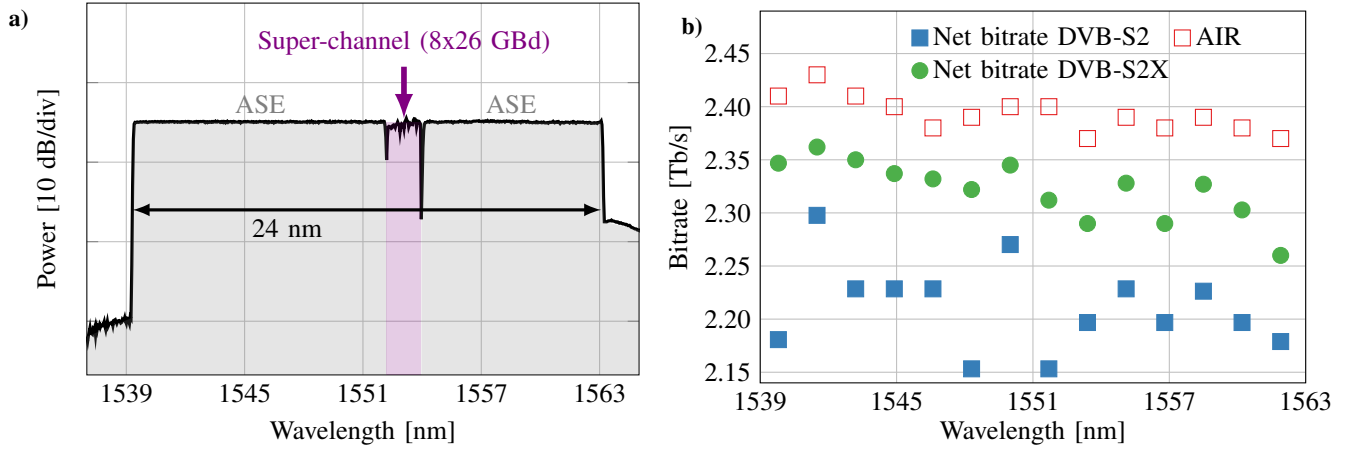 a)
Super-channel (8x26 GBd)
ASE
ASE
24 nm
Power [10 dB/div]
1539
1545
1551
1557
1563
Wavelength [nm]
b)
Net bitrate DVB-S2
AIR
Net bitrate DVB-S2X
Bitrate [Tb/s]
2.45
2.40
2.35
2.30
2.25
2.20
2.15
1539
1545
1551
1557
1563
Wavelength [nm]